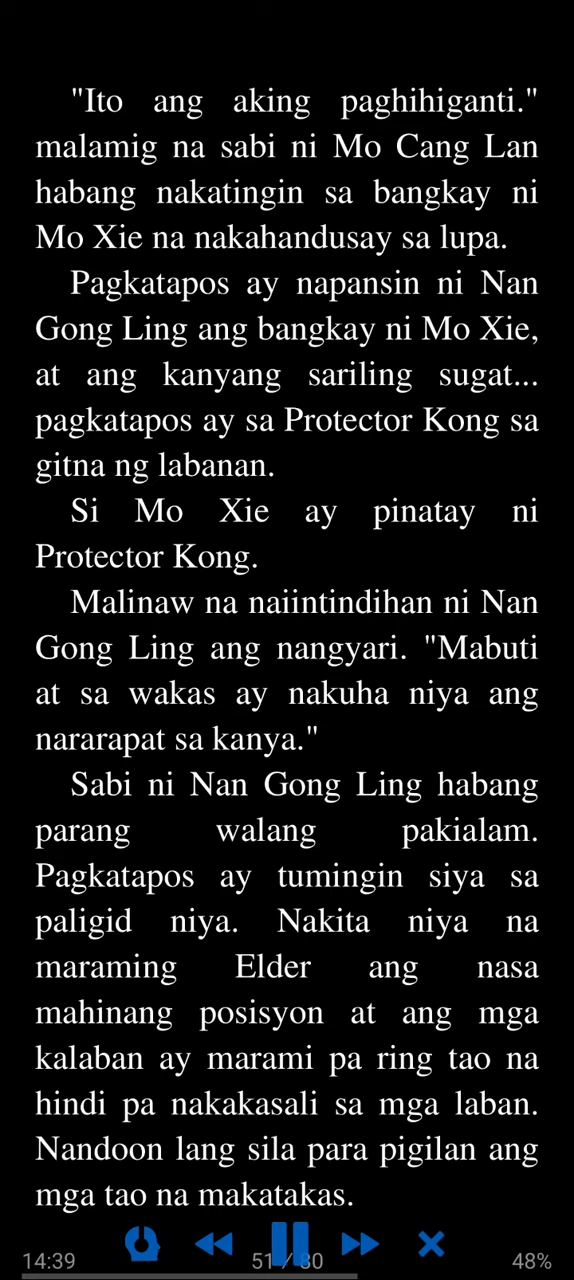 "Ito ang aking paghihiganti."
malamig na sabi ni Mo Cang Lan
habang nakatingin sa bangkay ni
Mo Xie na nakahandusay sa lupa.
Pagkatapos ay napansin ni Nan
Gong Ling ang bangkay ni Mo Xie,
at ang kanyang sariling sugat...
pagkatapos ay sa Protector Kong sa
gitna ng labanan.
Si Mo Xie ay pinatay ni
Protector Kong.
Malinaw na naiintindihan ni Nan
Gong Ling ang nangyari. "Mabuti
at sa wakas ay nakuha niya ang
nararapat sa kanya."
Sabi ni Nan Gong Ling habang
parang walang pakialam.
Pagkatapos ay tumingin siya sa
paligid niya. Nakita niya na
maraming Elder ang nasa
mahinang posisyon at ang mga
kalaban ay marami pa ring tao na
hindi pa nakakasali sa mga laban.
Nandoon lang sila para pigilan ang
mga tao na makatakas.
14:39 51 / 80 48%